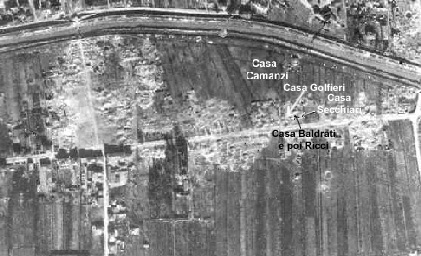 Casa
Camanzi
Casa Golfieri
Casa
Secchiari
Casa Baldrati
e poi Ricci